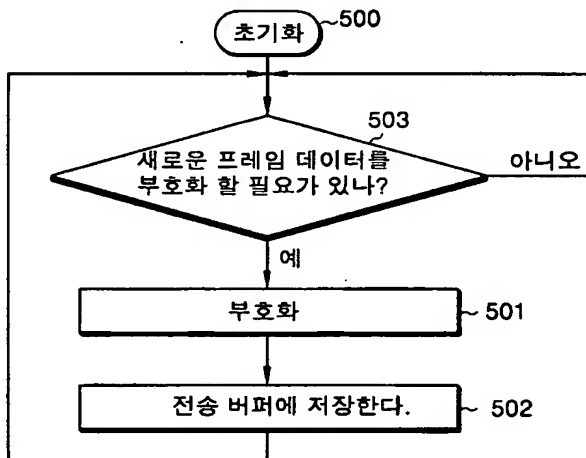 초기화
500
503
새로운 프레임 데이터를
부호화 할 필요가 있나?
아니오
예
부호화
501
전송 버퍼에 저장한다.
502